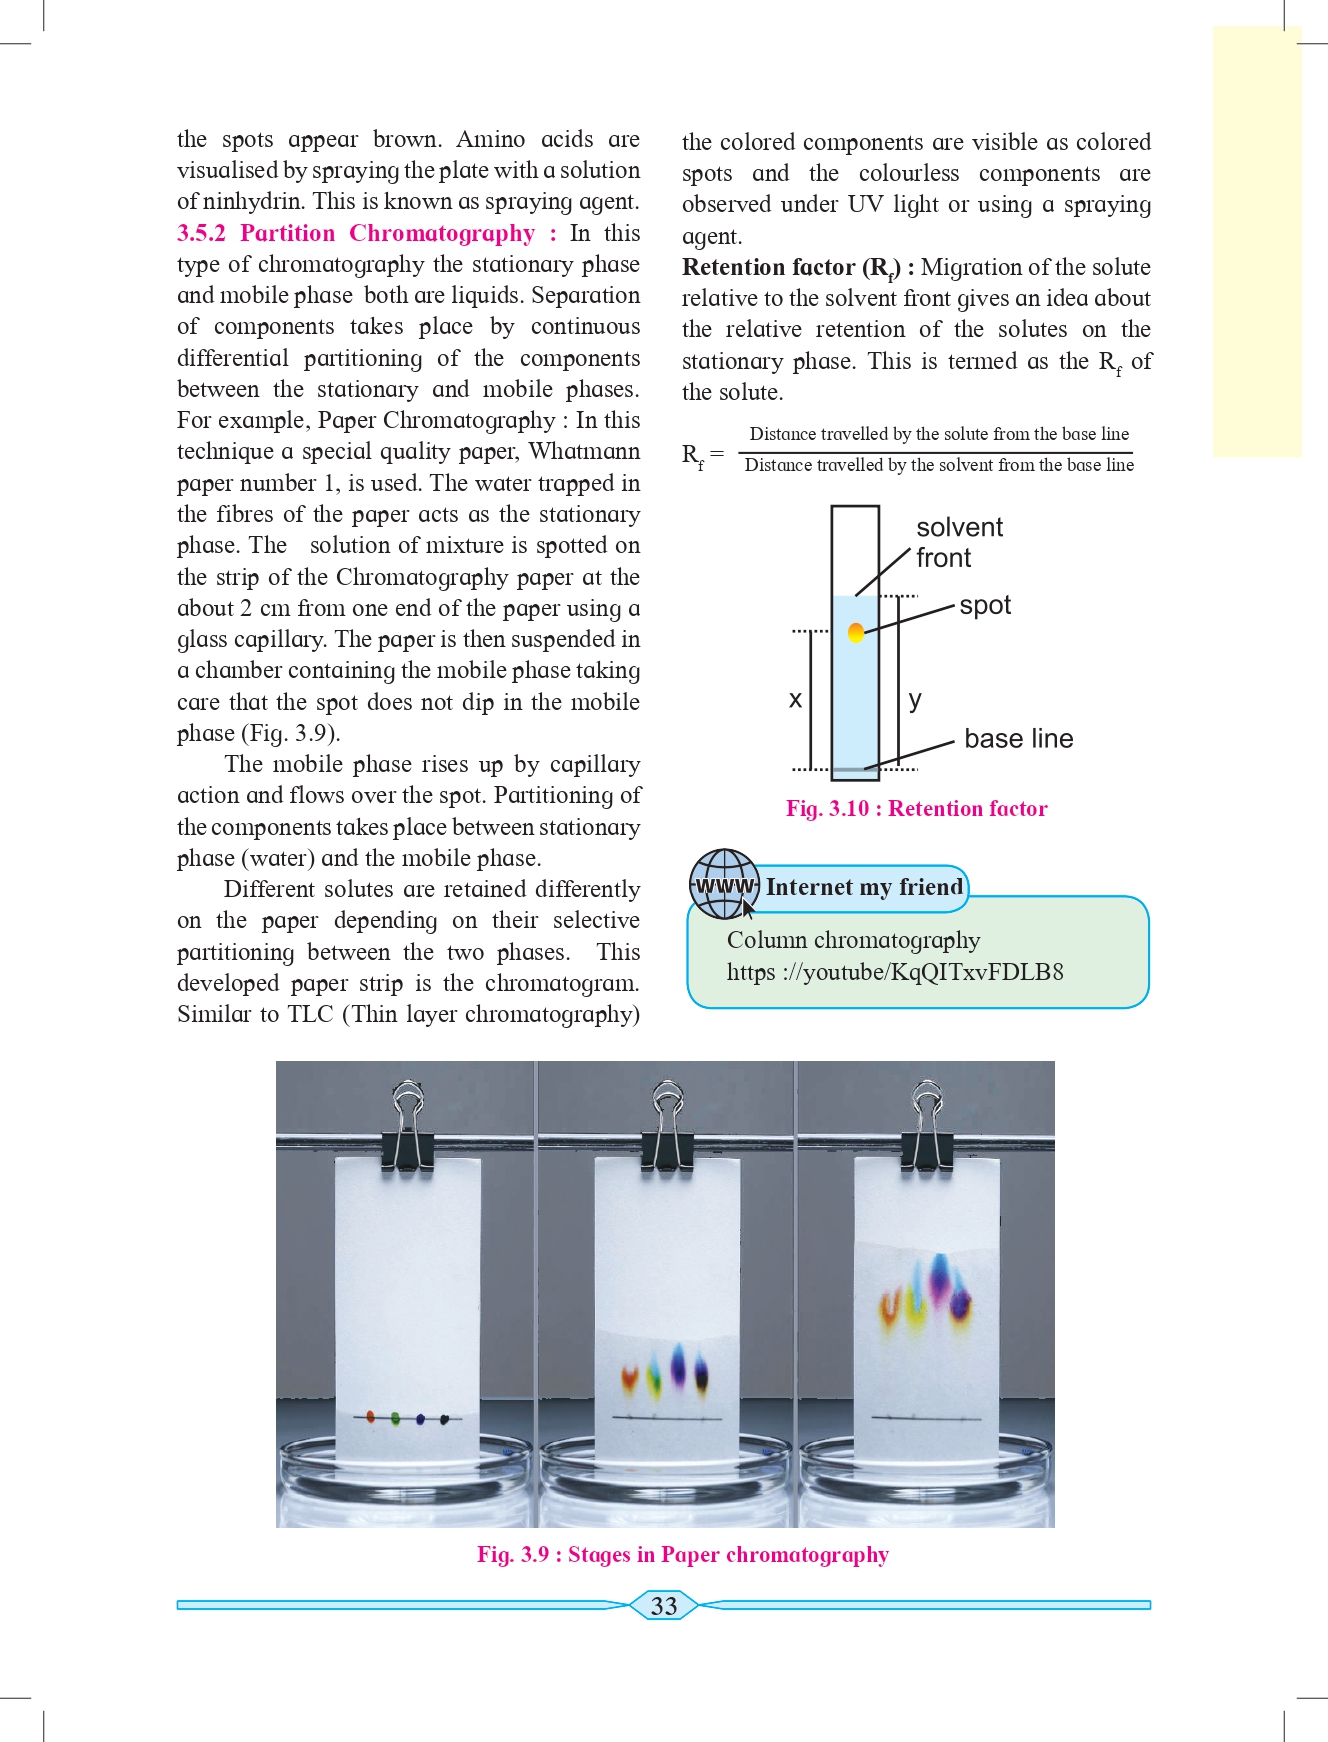 the spots appear brown. Amino acids are
visualised by spraying the plate with a solution
of ninhydrin. This is known as spraying agent.
3.5.2 Partition Chromatography : In this
type of chromatography the stationary phase
and mobile phase both are liquids. Separation
of components takes place by continuous
differential partitioning of the components
between the stationary and mobile phases.
For example, Paper Chromatography : In this
technique a special quality paper, Whatmann
paper number 1, is used. The water trapped in
the fibres of the paper acts as the stationary
phase. The solution of mixture is spotted on
the strip of the Chromatography paper at the
about 2 cm from one end of the paper using a
glass capillary. The paper is then suspended in
a chamber containing the mobile phase taking
care that the spot does not dip in the mobile
phase (Fig. 3.9).
The mobile phase rises up by capillary
action and flows over the spot. Partitioning of
the components takes place between stationary
phase (water) and the mobile phase.
Different solutes are retained differently
on the paper depending on their selective
partitioning between the two phases. This
developed paper strip is the chromatogram.
Similar to TLC (Thin layer chromatography)
the colored components are visible as colored
spots and the colourless components are
observed under UV light or using a spraying
agent.
Retention factor (Rf) : Migration of the solute
relative to the solvent front gives an idea about
the relative retention of the solutes on the
stationary phase. This is termed as the Rf of
the solute.
Distance travelled by the solute from the base line
Rf =
Distance travelled by the solvent from the base line
solvent
front
spot
x
y
base line
Fig. 3.10 : Retention factor
www Internet my friend
Column chromatography
https ://youtube/KqQITxvFDLB8
Fig. 3.9 : Stages in Paper chromatography
33